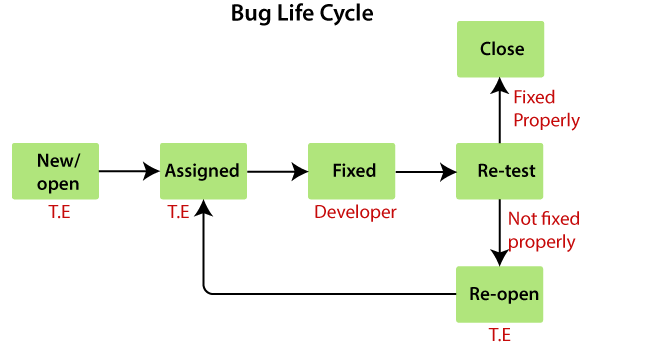 Bug Life Cycle
Close
Fixed
Properly
New/
open
Assigned
Fixed
Re-test
T.E
T.E
Developer
Not fixed
properly
Re-open
T.E